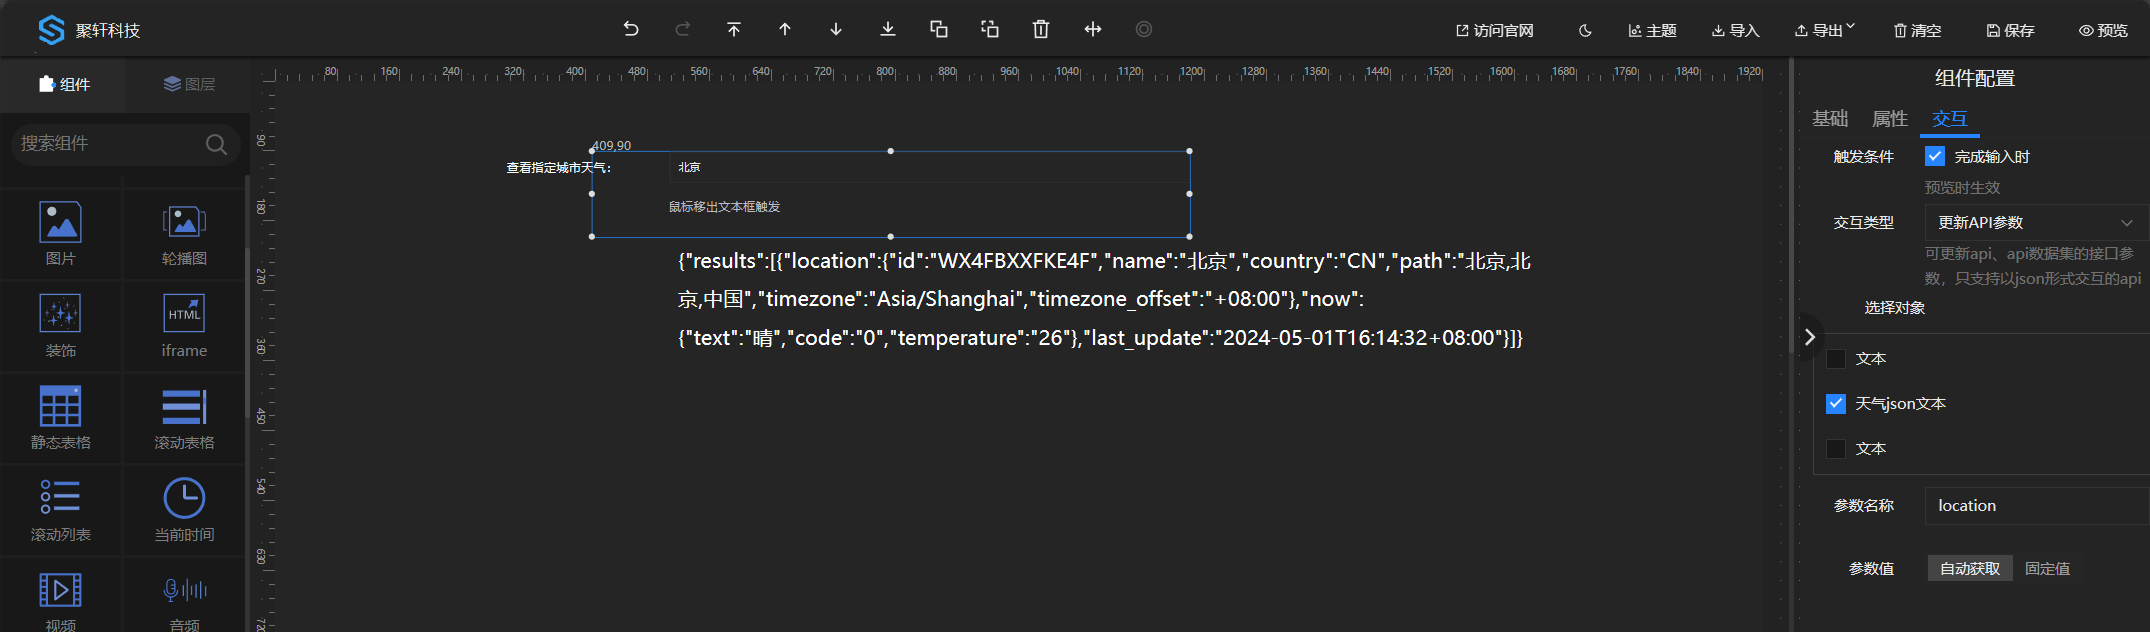 聚轩科技
访问官网
主题
导入
导出
清空
保存
预览
组件
图层
搜索组件
图片
轮播图
装饰
HTML
iframe
静态表格
滚动表格
滚动列表
当前时间
视频
音频
80 160 240 320 400 480 560 640 720 800 880 960 1040 1120 1200 1280 1360 1440 1520 1600 1680 1760 1840 1920
90
180
270
360
450
540
630
720
409,90
查看指定城市天气：
北京
鼠标移出文本框触发
{"results":[{"location":{"id":"WX4FBXXFKE4F","name":"北京","country":"CN","path":"北京,北
京,中国","timezone":"Asia/Shanghai","timezone_offset":"+08:00"},"now":
{"text":"晴","code":"0","temperature":"26"},"last_update":"2024-05-01T16:14:32+08:00"}]}
组件配置
基础 属性 交互
触发条件 完成输入时
预览时生效
交互类型 更新API参数
可更新api、api数据集的接口参
数，只支持以json形式交互的api
选择对象
文本
天气json文本
文本
参数名称 location
参数值 自动获取 固定值